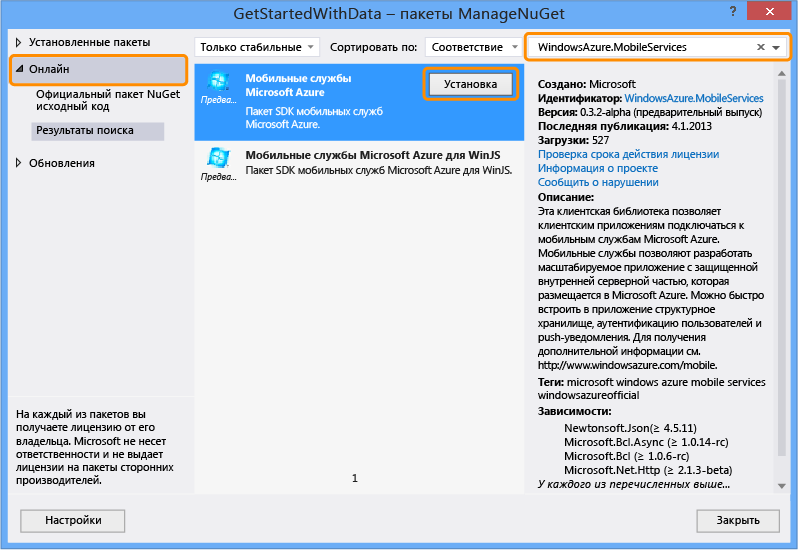 GetStartedWithData – пакеты ManageNuGet
?
Установленные пакеты
Онлайн
Официальный пакет NuGet
исходный код
Результаты поиска
Обновления
На каждый из пакетов вы
получаете лицензию от его
владельца. Microsoft не несет
ответственности и не выдает
лицензии на пакеты сторонних
производителей.
Настройки
Только стабильные
Сортировать по:
Соответствие
Мобильные службы
Microsoft Azure
Предва...
Пакет SDK мобильных служб
Microsoft Azure.
Установка
Мобильные службы Microsoft Azure для WinJS
Предва...
Пакет SDK мобильных служб Microsoft Azure для WinJS.
1
WindowsAzure.MobileServices
Создано: Microsoft
Идентификатор: WindowsAzure.MobileServices
Версия: 0.3.2-alpha (предварительный выпуск)
Последняя публикация: 4.1.2013
Загрузки: 527
Проверка срока действия лицензии
Информация о проекте
Сообщить о нарушении
Описание:
Эта клиентская библиотека позволяет
клиентским приложениям подключаться к
мобильным службам Microsoft Azure.
Мобильные службы позволяют разработать
масштабируемое приложение с защищенной
внутренней серверной частью, которая
размещается в Microsoft Azure. Можно быстро
встроить в приложение структурное
хранилище, аутентификацию пользователей и
push-уведомления. Для получения
дополнительной информации см.
http://www.windowsazure.com/mobile.
Теги: microsoft windows azure mobile services
windowsazureofficial
Зависимости:
Newtonsoft.Json(≥ 4.5.11)
Microsoft.Bcl.Async (≥ 1.0.14-rc)
Microsoft.Bcl (≥ 1.0.6-rc)
Microsoft.Net.Http (≥ 2.1.3-beta)
У каждого из перечисленных выше...
Закрыть